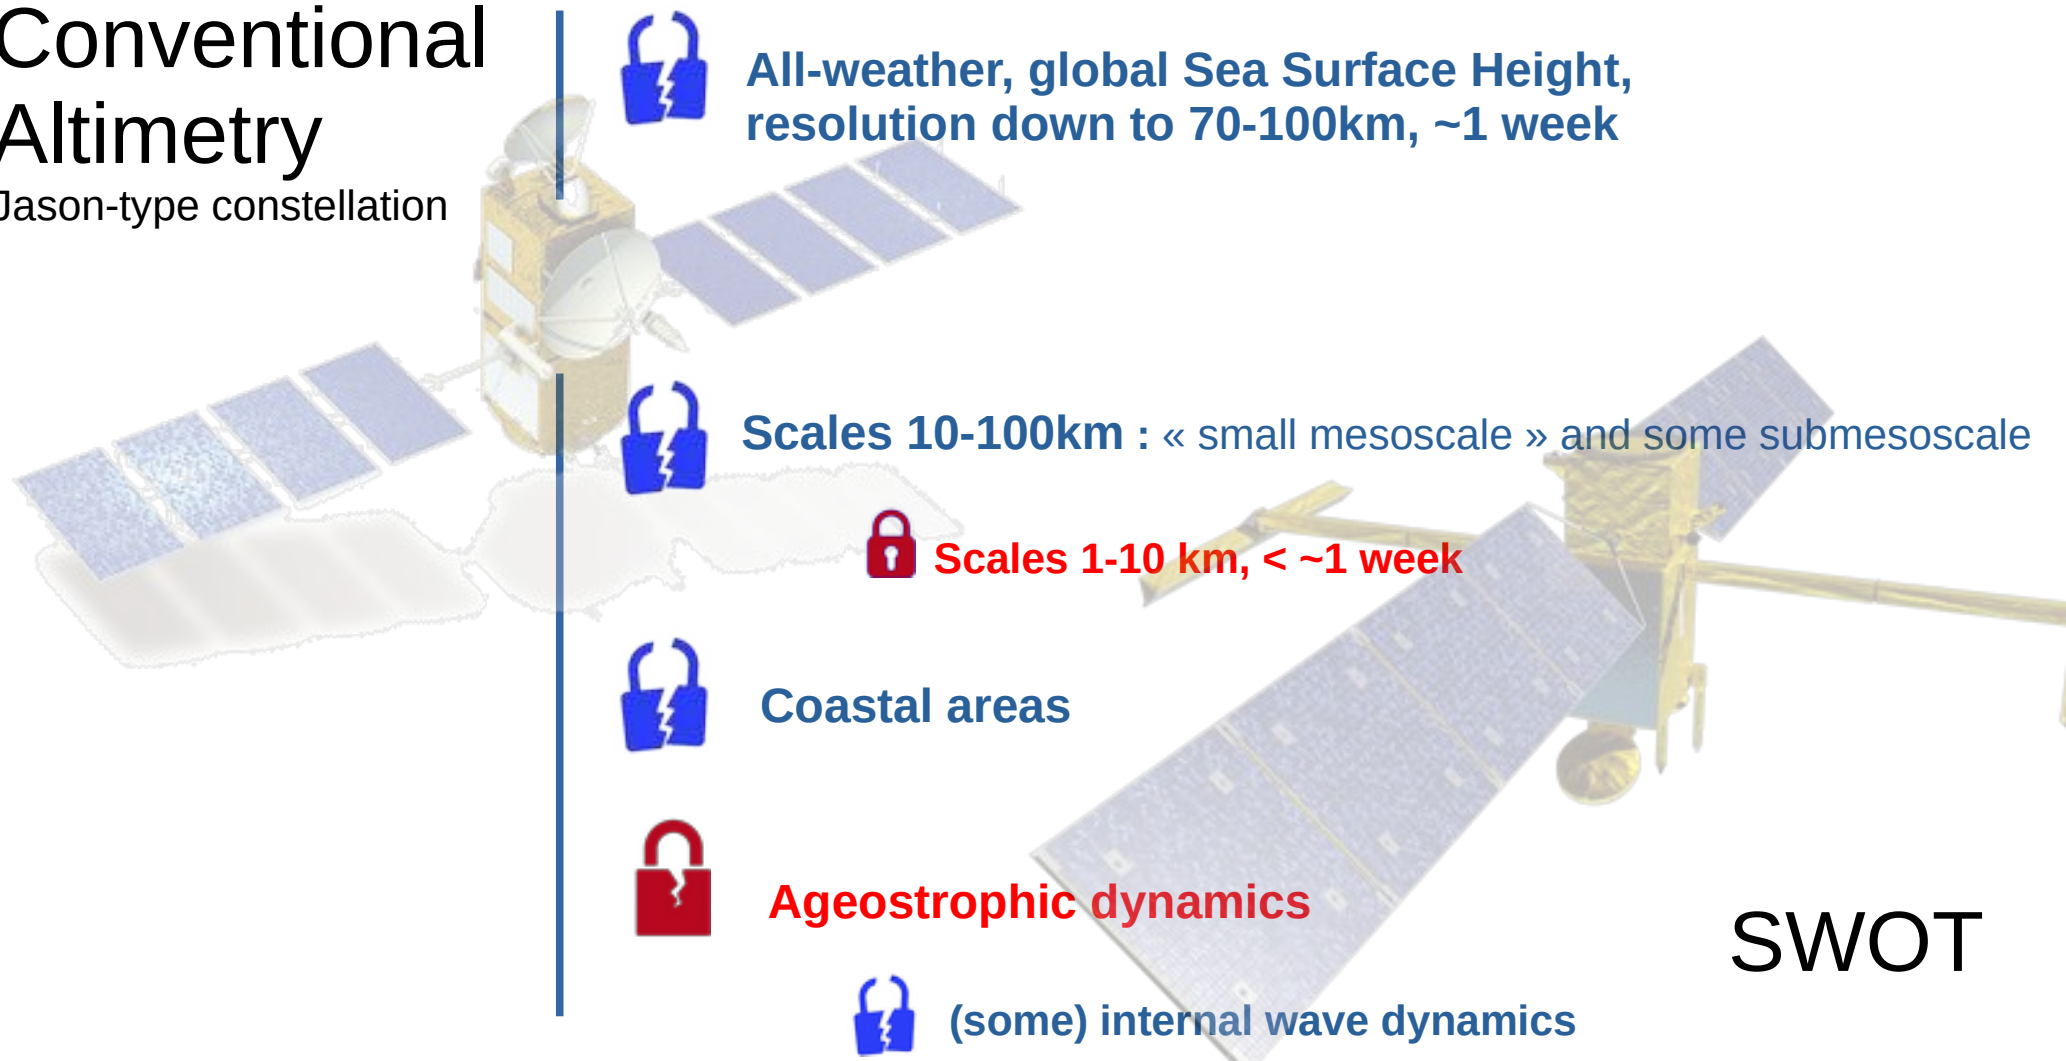 Conventional
Altimetry
Jason-type constellation
All-weather, global Sea Surface Height,
resolution down to 70-100km, ~1 week
Scales 10-100km : « small mesoscale » and some submesoscale
Scales 1-10 km, < ~1 week
Coastal areas
Ageostrophic dynamics
SWOT
(some) internal wave dynamics